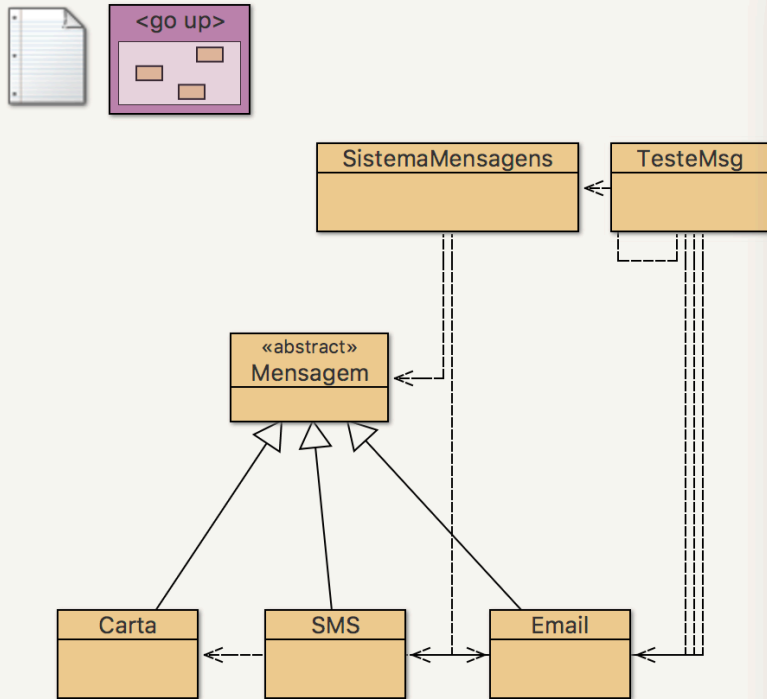 <go up>
SistemaMensagens
TesteMsg
«abstract»
Mensagem
Carta
SMS
Email